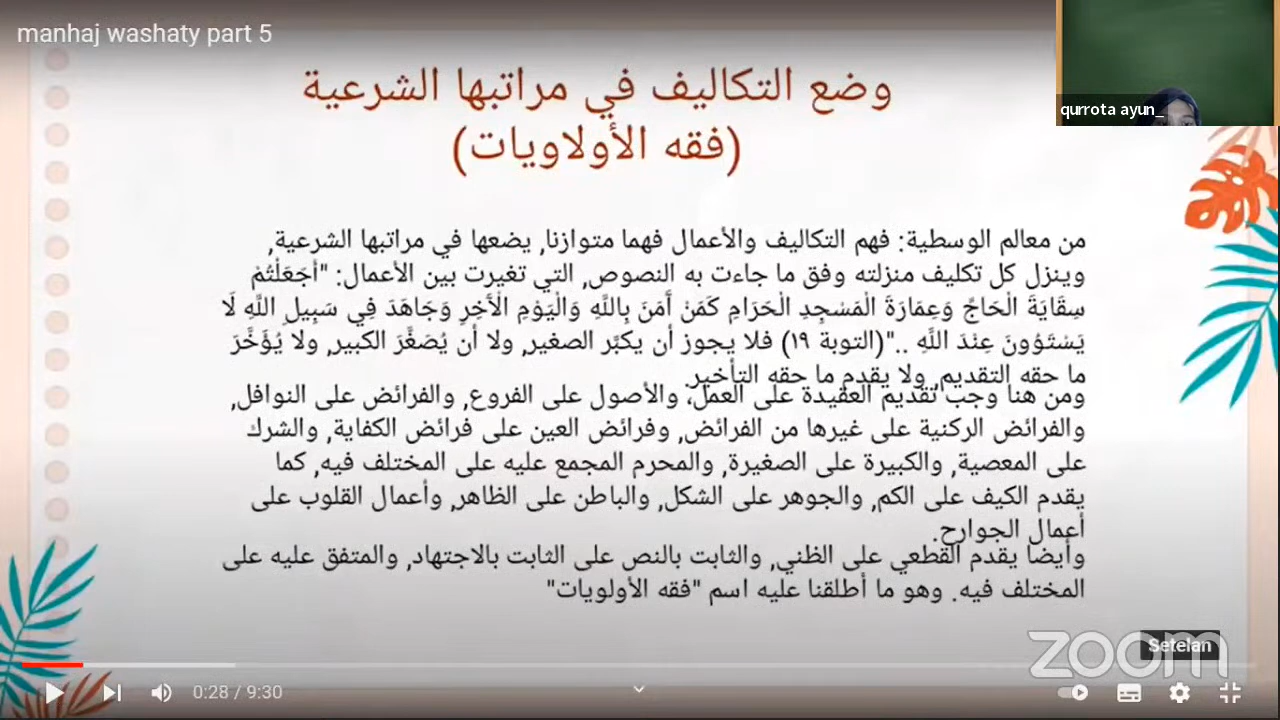 manhaj washaty part 5
qurrota ayun_
وضع التكاليف في مراتبها الشرعية
(فقه الأولاويات)
من معالم الوسطية: فهم التكاليف والأعمال فهما متوازنا, يضعها في مراتبها الشرعية,
وينزل كل تكليف منزلته وفق ما جاءت به النصوص, التي تغيرت بين الأعمال: "أجَعَلْتُمْ
سِقَايَةَ الْحَاجِّ وَعِمَارَةَ الْمَسْجِدِ الْحَرَامِ كَمَنْ أَمَنَ بِاللَّهِ وَالْيَوْمِ الْأَخِرِ وَجَاهَدَ فِي سَبِيلِ اللَّهِ لَا
يَسْتَوُونَ عِنْدَ اللَّهِ .."(التوبة ١٩) فلا يجوز أن يكبّر الصغير, ولا أن يُصَغَّرَ الكبير, ولا يُؤَخَّرَ
ما حقه التقديم, ولا يقدم ما حقه التأخير.
ومن هنا وجب تقديم العقيدة على العمل، والأصول على الفروع, والفرائض على النوافل,
والفرائض الركنية على غيرها من الفرائض, وفرائض العين على فرائض الكفاية, والشرك
على المعصية, والكبيرة على الصغيرة, والمحرم المجمع عليه على المختلف فيه, كما
يقدم الكيف على الكم, والجوهر على الشكل, والباطن على الظاهر, وأعمال القلوب على
أعمال الجوارح.
وأيضا يقدم القطعي على الظني, والثابت بالنص على الثابت بالاجتهاد, والمتفق عليه على
المختلف فيه. وهو ما أطلقنا عليه اسم "فقه الأولويات"
zoom
Setelan
0:28 / 9:30